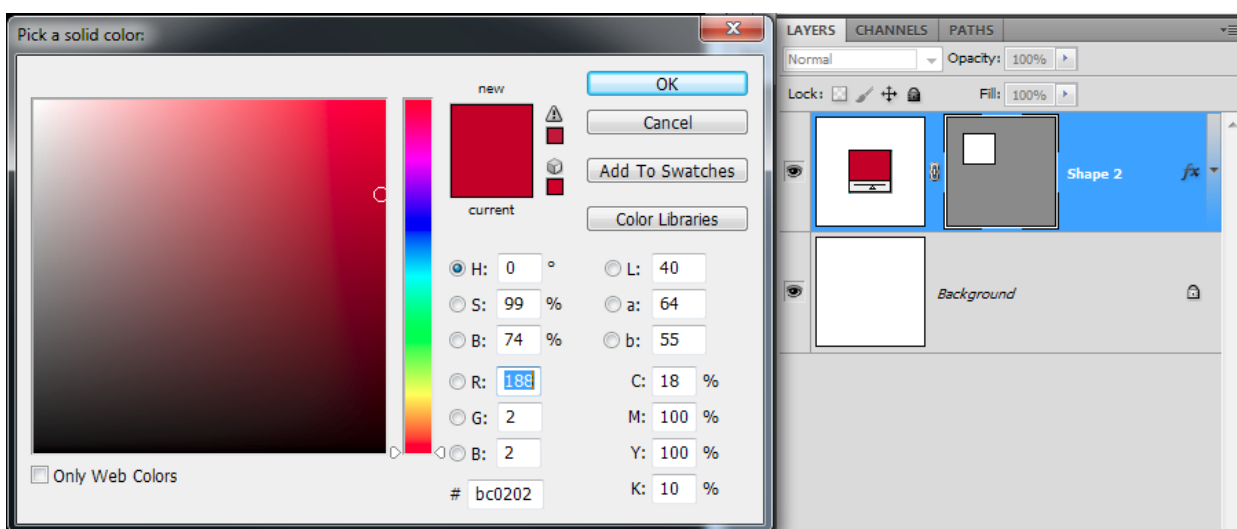 Pick a solid color:
new
current
OK
Cancel
Add To Swatches
Color Libraries
H: 0 °
S: 99 %
B: 74 %
R: 188
G: 2
B: 2
# bc0202
L: 40
a: 64
b: 55
C: 18 %
M: 100 %
Y: 100 %
K: 10 %
Only Web Colors
LAYERS CHANNELS PATHS
Normal Opacity: 100%
Lock: Fill: 100%
Shape 2 fx
Background